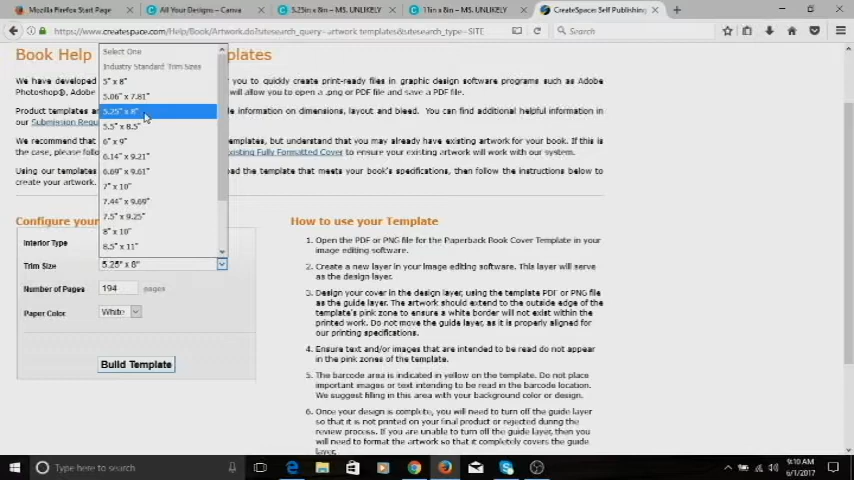 Mozilla Firefox Start Page
All Your Designs – Canva
5.25in x 8in – MS. UNLIKELY
11in x 8in – MS. UNLIKELY
CreateSpace: Self Publishing
https://www.createspace.com/Help/Book/Artwork.do?sitesearch_query=artwork templates&sitesearch_type=SITE
Search
Book Help
plates
We have developed
you to quickly create print-ready files in graphic design software programs such as Adobe
Photoshop®, Adobe
will allow you to open a .png or PDF file and save a PDF file.
Product templates a
le information on dimensions, layout and bleed. You can find additional helpful information in
our Submission Requ
We recommend that
templates, but understand that you may already have existing artwork for your book. If this is
the case, please follo
xisting Fully Formatted Cover to ensure your existing artwork will work with our system.
Using our templates
oad the template that meets your book's specifications, then follow the instructions below to
create your artwork.
Select One
Industry Standard Trim Sizes
5" x 8"
5.06" x 7.81"
5.25" x 8"
5.5" x 8.5"
6" x 9"
6.14" x 9.21"
6.69" x 9.61"
7" x 10"
7.44" x 9.69"
7.5" x 9.25"
8" x 10"
8.5" x 11"
Configure your
Interior Type
Trim Size
5.25" x 8"
Number of Pages
194
pages
Paper Color
White
Build Template
How to use your Template
1. Open the PDF or PNG file for the Paperback Book Cover Template in your
image editing software.
2. Create a new layer in your image editing software. This layer will serve
as the design layer.
3. Design your cover in the design layer, using the template PDF or PNG file
as the guide layer. The artwork should extend to the outside edge of the
template's pink zone to ensure a white border will not exist within the
printed work. Do not move the guide layer, as it is properly aligned for
our printing specifications.
4. Ensure text and/or images that are intended to be read do not appear
in the pink zones of the template.
5. The barcode area is indicated in yellow on the template. Do not place
important images or text intended to be read in the barcode location.
We suggest filling in this area with your background color or design.
6. Once your design is complete, you will need to turn off the guide layer
so that it is not printed on your final product or rejected during the
review process. If you are unable to turn off the guide layer, then you
will need to format the artwork so that it completely covers the guide
layer.
Type here to search
9:10 AM
6/1/2017